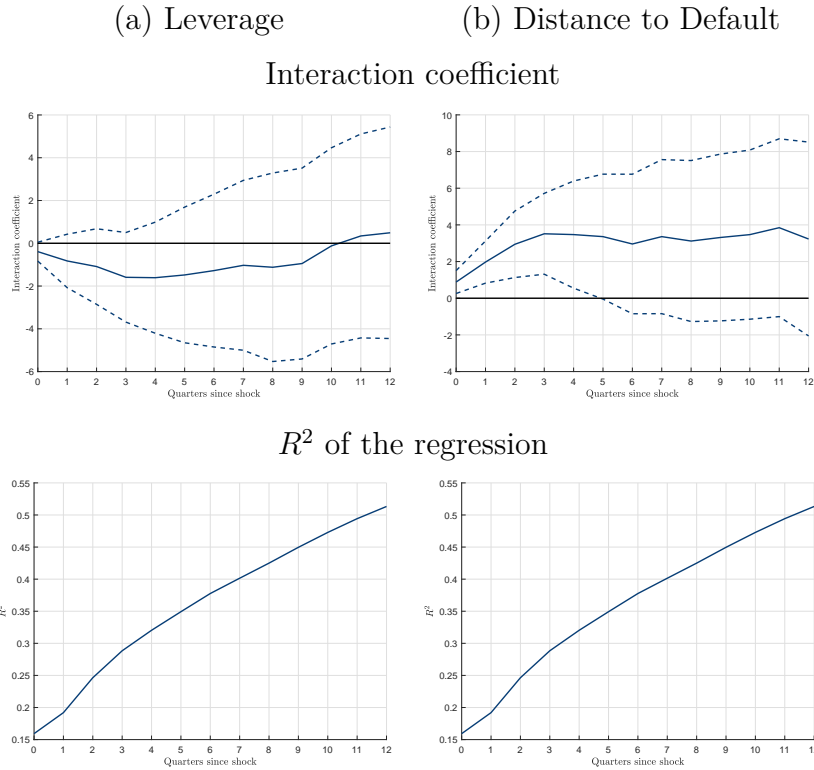 (a) Leverage
(b) Distance to Default
Interaction coefficient
Interaction coefficient
6
4
2
0
-2
-4
-6
0 1 2 3 4 5 6 7 8 9 10 11 12
Quarters since shock
Interaction coefficient
10
8
6
4
2
0
-2
-4
0 1 2 3 4 5 6 7 8 9 10 11 12
Quarters since shock
R² of the regression
R²
0.55
0.5
0.45
0.4
0.35
0.3
0.25
0.2
0.15
0 1 2 3 4 5 6 7 8 9 10 11 12
Quarters since shock
R²
0.55
0.5
0.45
0.4
0.35
0.3
0.25
0.2
0.15
0 1 2 3 4 5 6 7 8 9 10 11 12
Quarters since shock